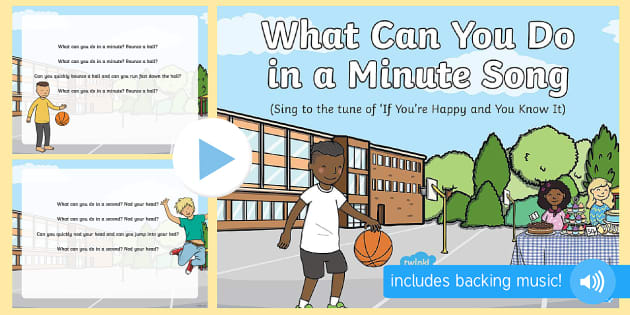 What can you do in a minute? Bounce a ball?
What can you do in a minute? Bounce a ball?
Can you quickly bounce a ball and can you run fast down the hall?
What can you do in a minute? Bounce a ball?
What can you do in a second? Nod your head?
What can you do in a second? Nod your head?
Can you quickly nod your head and can you jump into your bed?
What can you do in a second? Nod your head?
What Can You Do
in a Minute Song
(Sing to the tune of 'If You're Happy and You Know It)
twinkl
includes backing music!